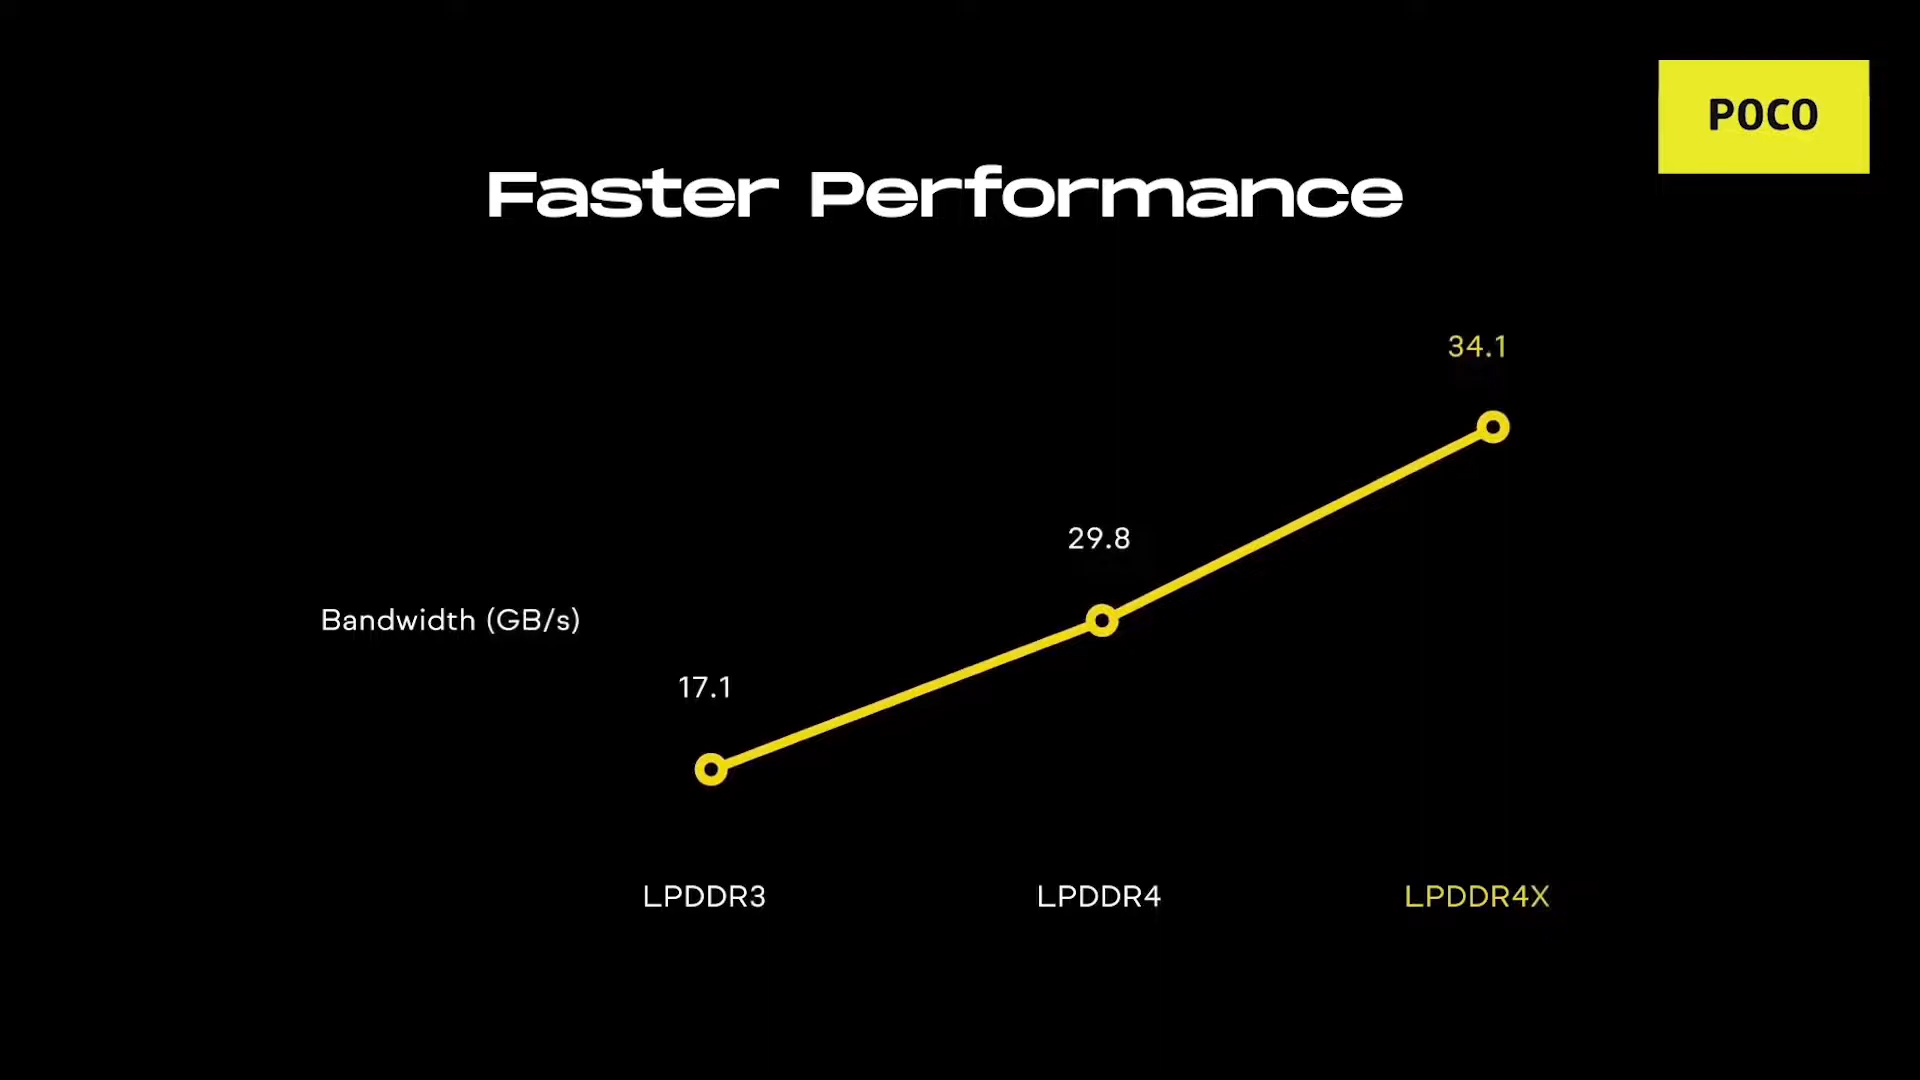 POCO
Faster Performance
34.1
29.8
Bandwidth (GB/s)
17.1
LPDDR3 LPDDR4 LPDDR4X